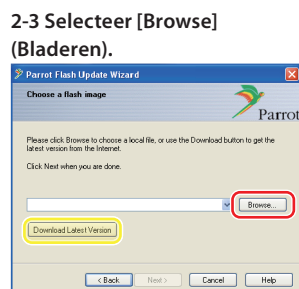 2-3 Selecteer [Browse]
(Bladeren).
Parrot Flash Update Wizard
Choose a flash image
Parrot
Please click Browse to choose a local file, or use the Download button to get the
latest version from the Internet.
Click Next when you are done.
Browse...
Download Latest Version
< Back Next > Cancel Help